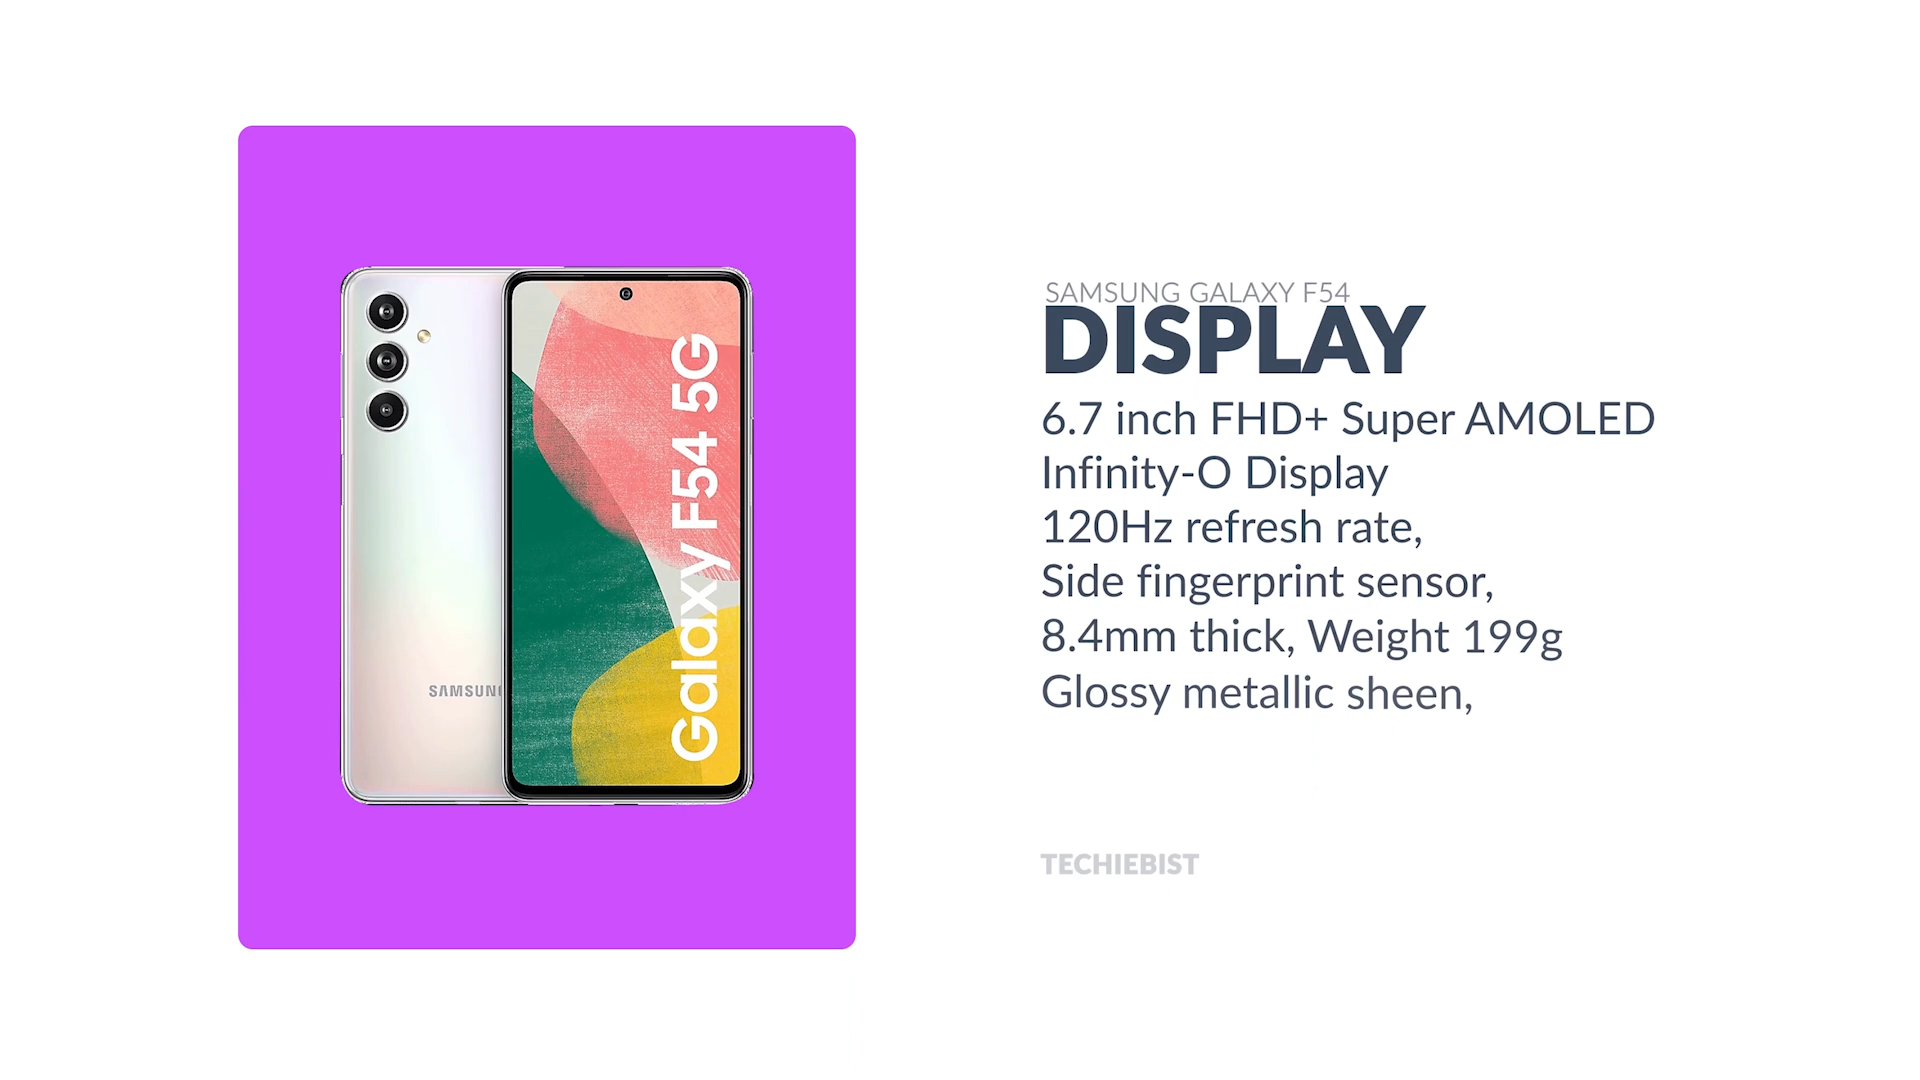 SAMSUNG
Galaxy F54 5G
SAMSUNG GALAXY F54
DISPLAY
6.7 inch FHD+ Super AMOLED
Infinity-O Display
120Hz refresh rate,
Side fingerprint sensor,
8.4mm thick, Weight 199g
Glossy metallic sheen,
TECHIEBIST